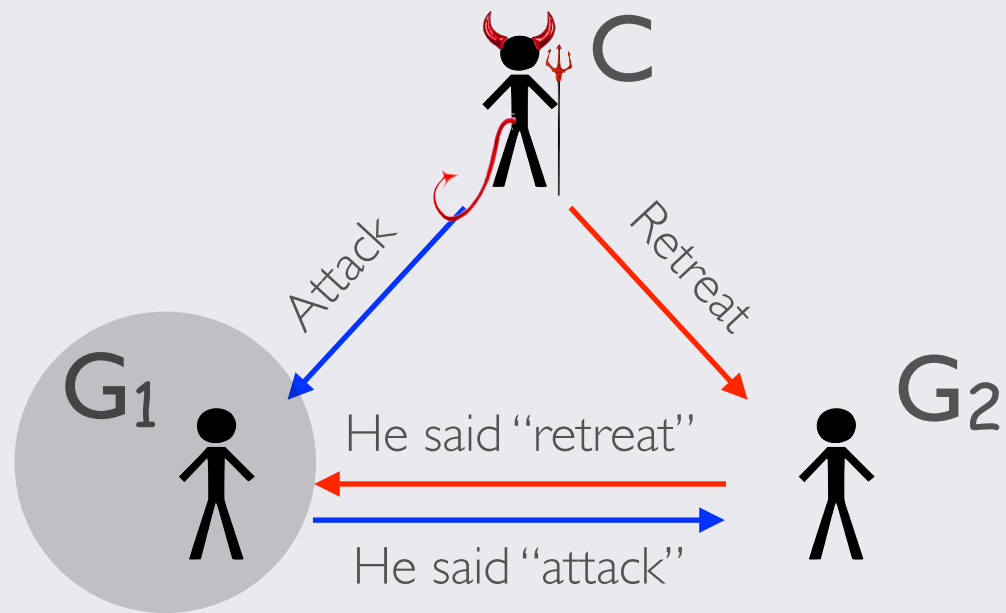 C
Attack
Retreat
G1
G2
He said “retreat”
He said “attack”